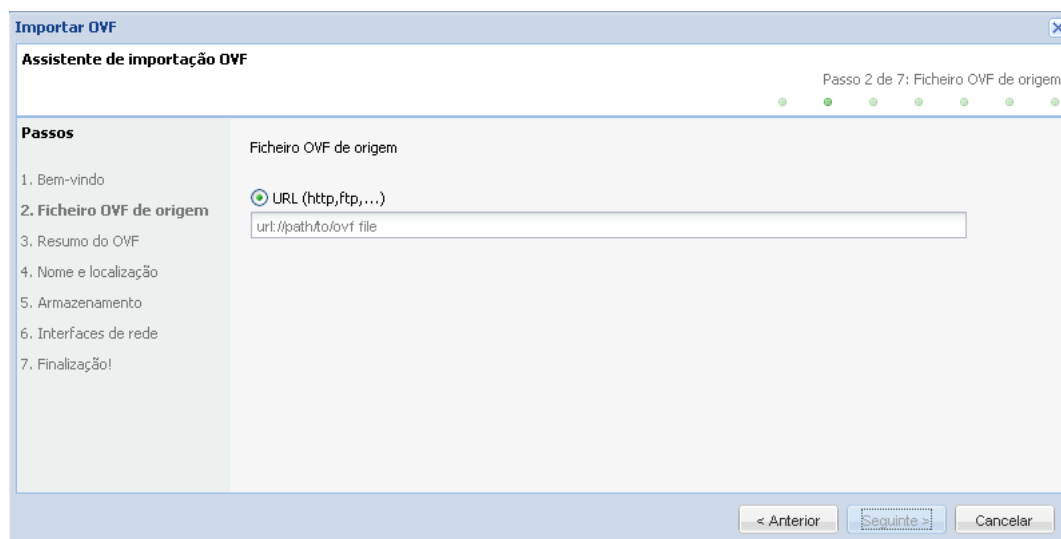 Importar OVF
Assistente de importação OVF
Passo 2 de 7: Ficheiro OVF de origem
Passos
1. Bem-vindo
2. Ficheiro OVF de origem
3. Resumo do OVF
4. Nome e localização
5. Armazenamento
6. Interfaces de rede
7. Finalização!
Ficheiro OVF de origem
URL (http,ftp,...)
url://path/to/ovf file
< Anterior
Seguinte >
Cancelar